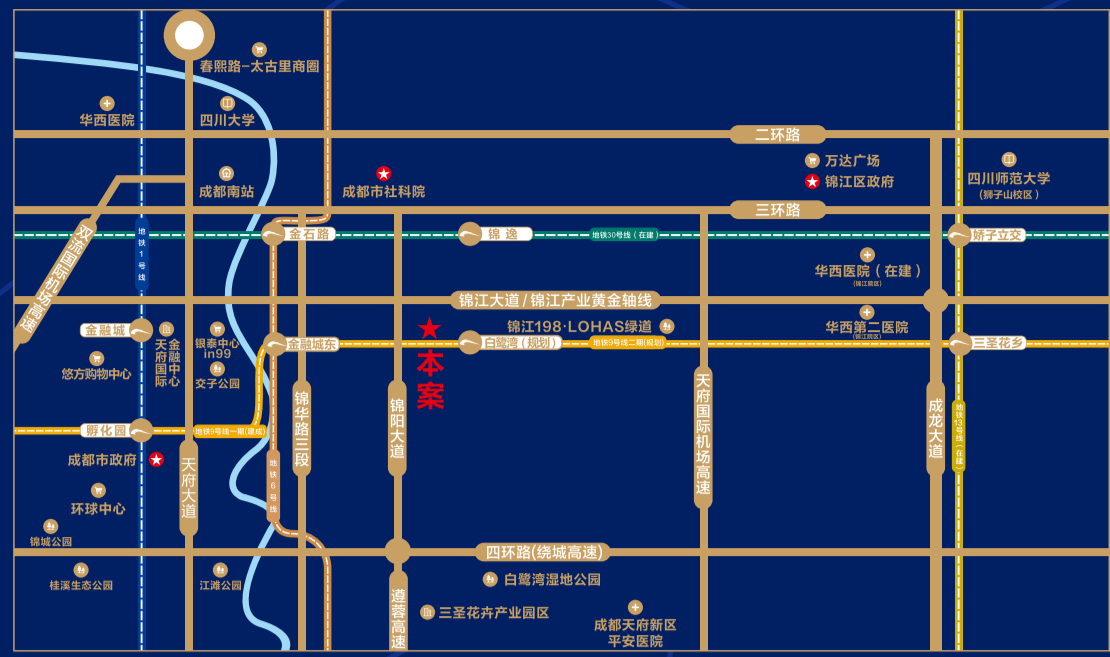 春熙路-太古里商圈
华西医院
四川大学
二环路
万达广场
锦江区政府
四川师范大学
(狮子山校区)
成都南站
成都市社科院
三环路
双流国际机场高速
地铁1号线
金石路
锦逸
地铁30号线(在建)
娇子立交
华西医院(在建)
(锦江院区)
锦江大道/锦江产业黄金轴线
锦江198·LOHAS绿道
华西第二医院
(锦江院区)
金融城
天府国际
金融中心
银泰中心
in99
金融城东
本案
白鹭湾(规划)
地铁9号线二期(规划)
三圣花乡
悠方购物中心
交子公园
锦华路三段
锦阳大道
天府国际机场高速
成龙大道
地铁13号线(在建)
孵化园
地铁9号线一期(建成)
成都市政府
天府大道
地铁6号线
环球中心
锦城公园
四环路(绕城高速)
桂溪生态公园
江滩公园
白鹭湾湿地公园
遵蓉高速
三圣花卉产业园区
成都天府新区
平安医院